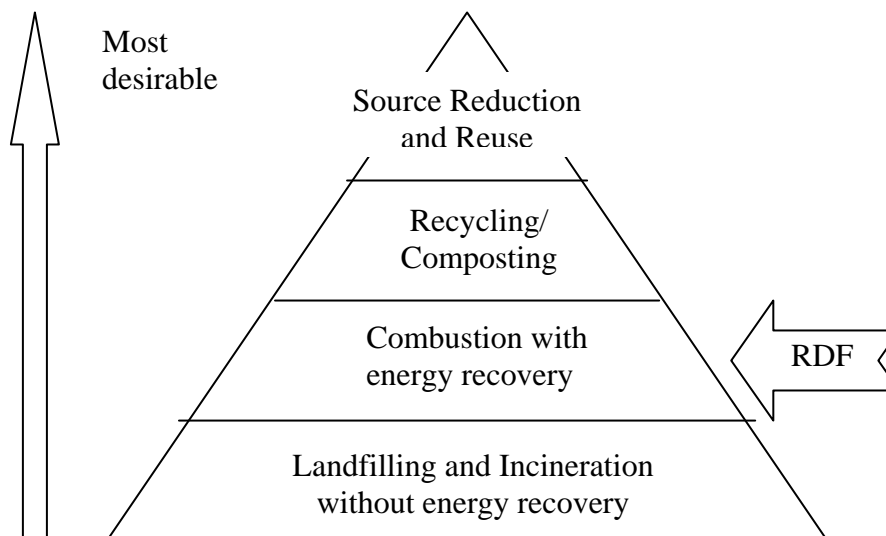 Most
desirable
Source Reduction
and Reuse
Recycling/
Composting
Combustion with
energy recovery
RDF
Landfilling and Incineration
without energy recovery